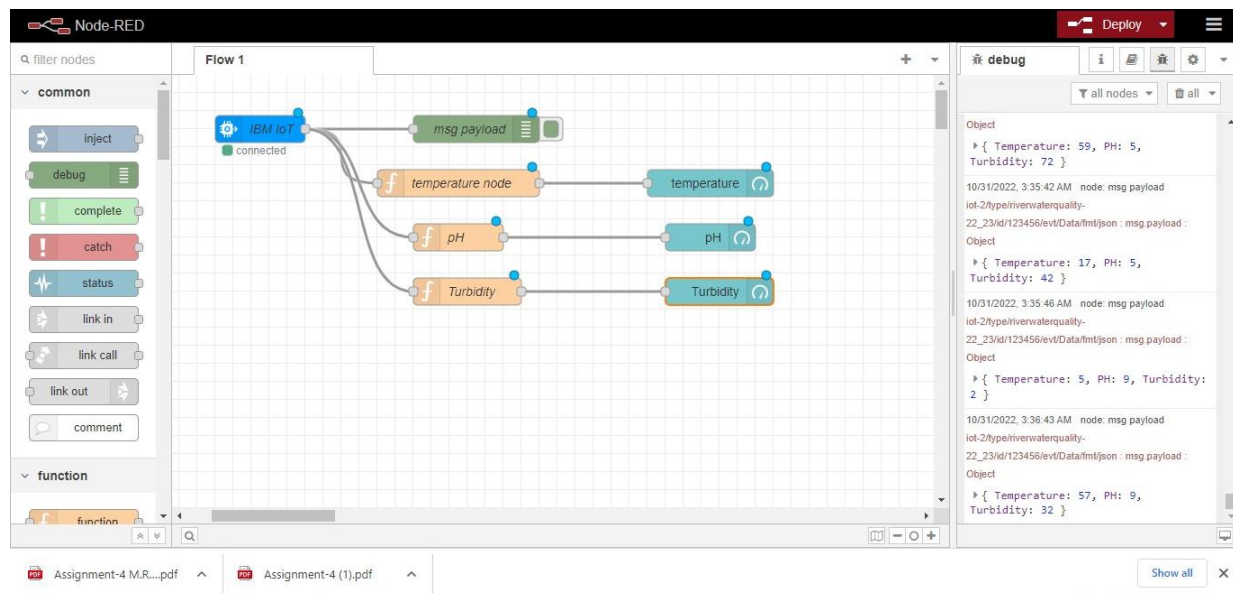 Node-RED
Deploy
filter nodes
common
inject
debug
complete
catch
status
link in
link call
link out
comment
function
function
Flow 1
IBM IoT
connected
msg payload
temperature node
temperature
pH
pH
Turbidity
Turbidity
debug
i
all nodes
all
Object
{ Temperature: 59, PH: 5,
Turbidity: 72 }
10/31/2022, 3:35:42 AM node: msg payload
iot-2/type/riverwaterquality-
22_23/id/123456/evt/Data/fmt/json : msg.payload :
Object
{ Temperature: 17, PH: 5,
Turbidity: 42 }
10/31/2022, 3:35:46 AM node: msg payload
iot-2/type/riverwaterquality-
22_23/id/123456/evt/Data/fmt/json : msg.payload :
Object
{ Temperature: 5, PH: 9, Turbidity:
2 }
10/31/2022, 3:36:43 AM node: msg payload
iot-2/type/riverwaterquality-
22_23/id/123456/evt/Data/fmt/json : msg.payload :
Object
{ Temperature: 57, PH: 9,
Turbidity: 32 }
Assignment-4 M.R....pdf
Assignment-4 (1).pdf
Show all